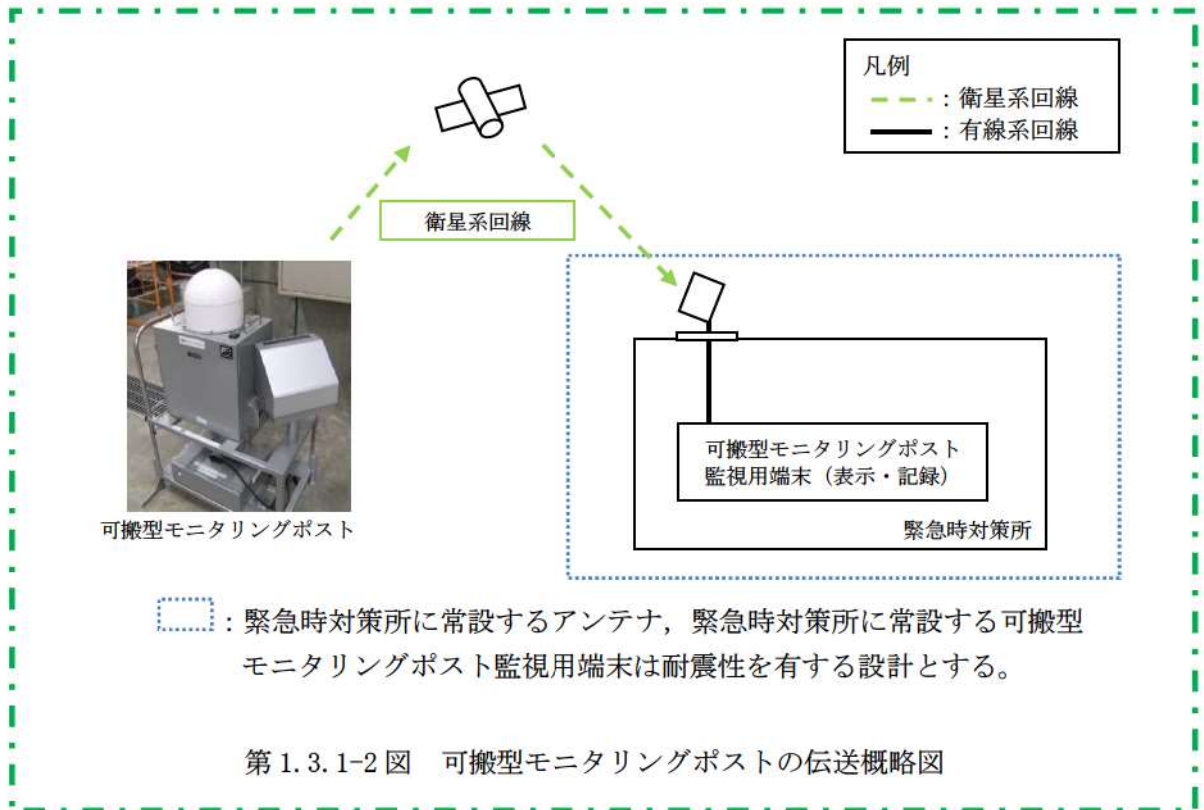 凡例
：衛星系回線
：有線系回線
衛星系回線
可搬型モニタリングポスト
監視用端末（表示・記録）
緊急時対策所
可搬型モニタリングポスト
：緊急時対策所に常設するアンテナ，緊急時対策所に常設する可搬型
モニタリングポスト監視用端末は耐震性を有する設計とする。
第1.3.1-2図　可搬型モニタリングポストの伝送概略図